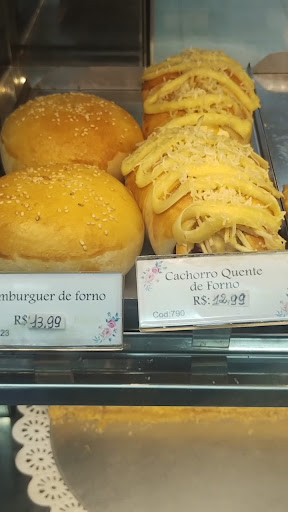 mburguer de forno
R$: 13,99
23
Cachorro Quente
de Forno
R$: 12,99
Cod:790